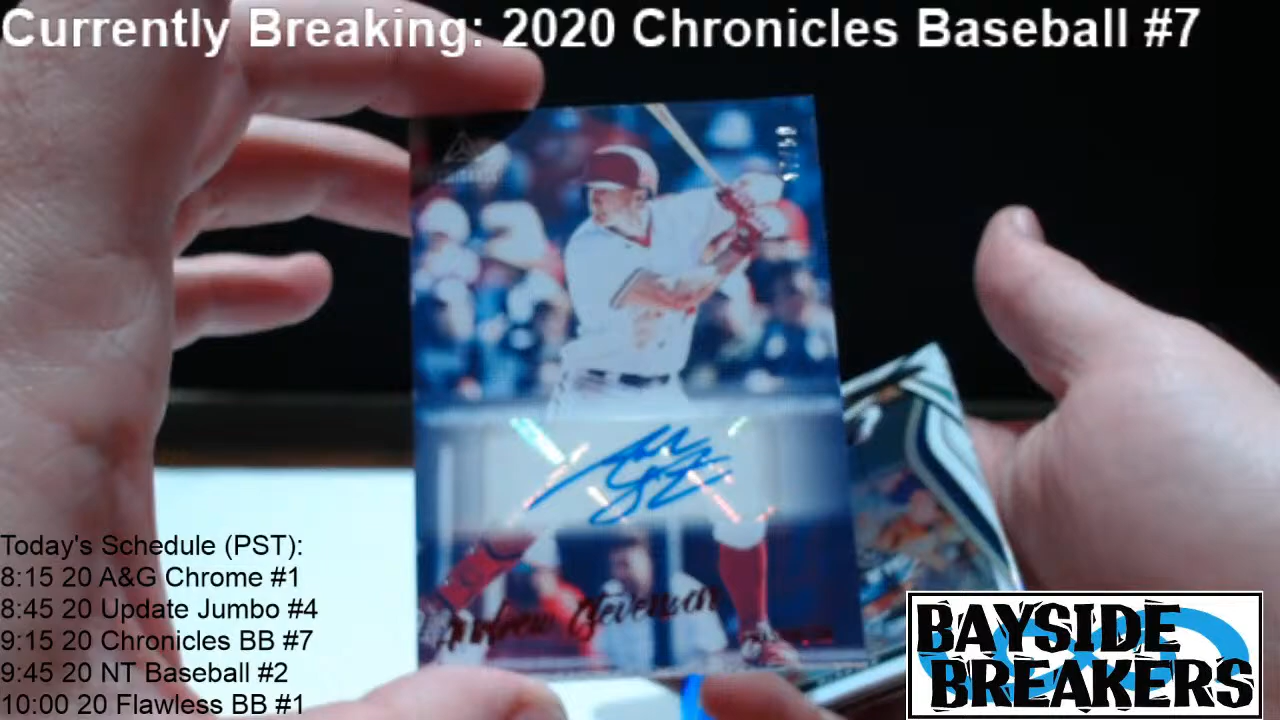 Currently Breaking: 2020 Chronicles Baseball #7
Andrew Stevenson
Today's Schedule (PST):
8:15 20 A&G Chrome #1
8:45 20 Update Jumbo #4
9:15 20 Chronicles BB #7
9:45 20 NT Baseball #2
10:00 20 Flawless BB #1
BAYSIDE
BREAKERS